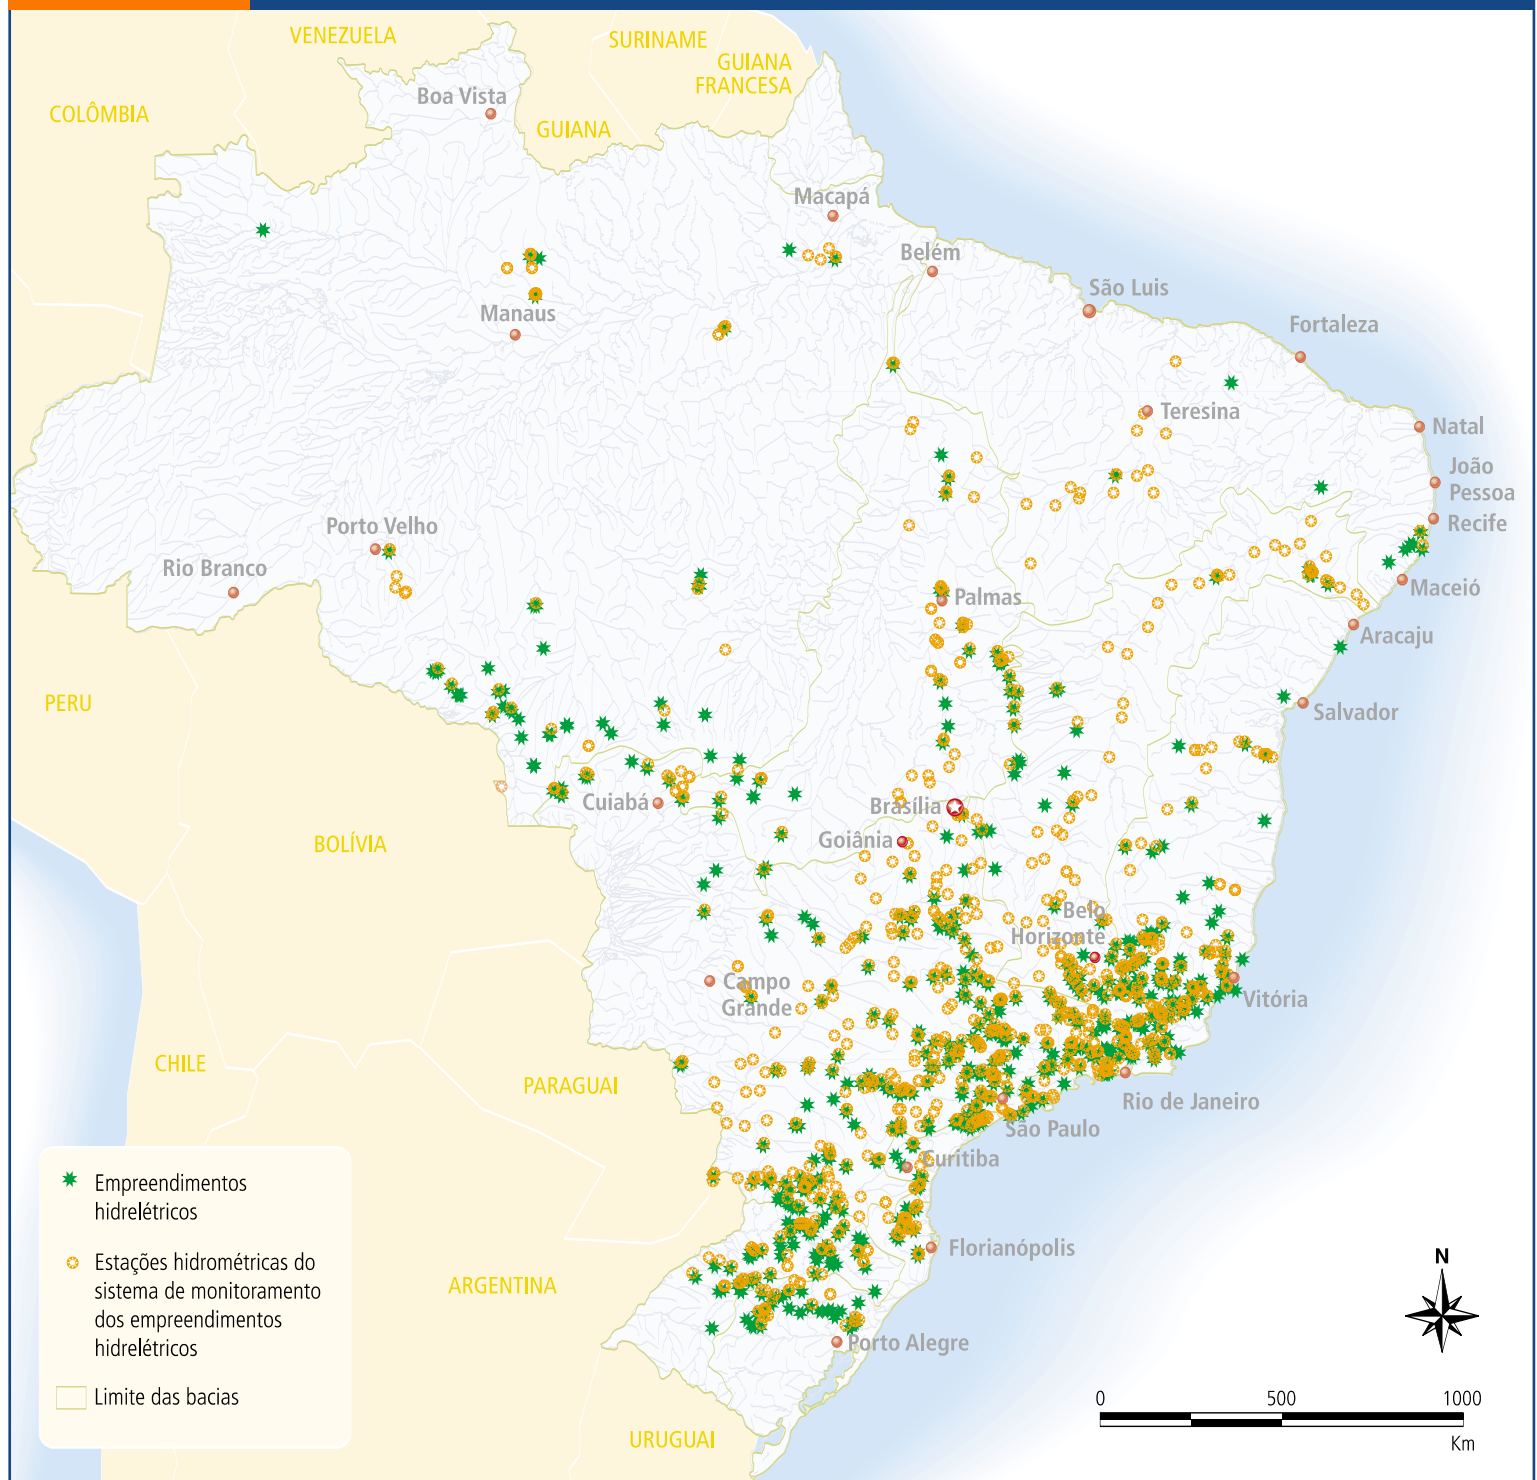 VENEZUELA
SURINAME
GUIANA
FRANCESA
COLÔMBIA
Boa Vista
GUIANA
Macapá
Belém
São Luis
Manaus
Fortaleza
Teresina
Natal
João
Pessoa
Recife
Porto Velho
Rio Branco
Maceió
Palmas
Aracaju
PERU
Salvador
Cuiabá
Brasília
Goiânia
BOLÍVIA
Belo
Horizonte
Campo
Grande
Vitória
CHILE
PARAGUAI
Rio de Janeiro
São Paulo
Curitiba
Florianópolis
ARGENTINA
Porto Alegre
URUGUAI
Empreendimentos
hidrelétricos
Estações hidrométricas do
sistema de monitoramento
dos empreendimentos
hidrelétricos
Limite das bacias
N
0 500 1000
Km